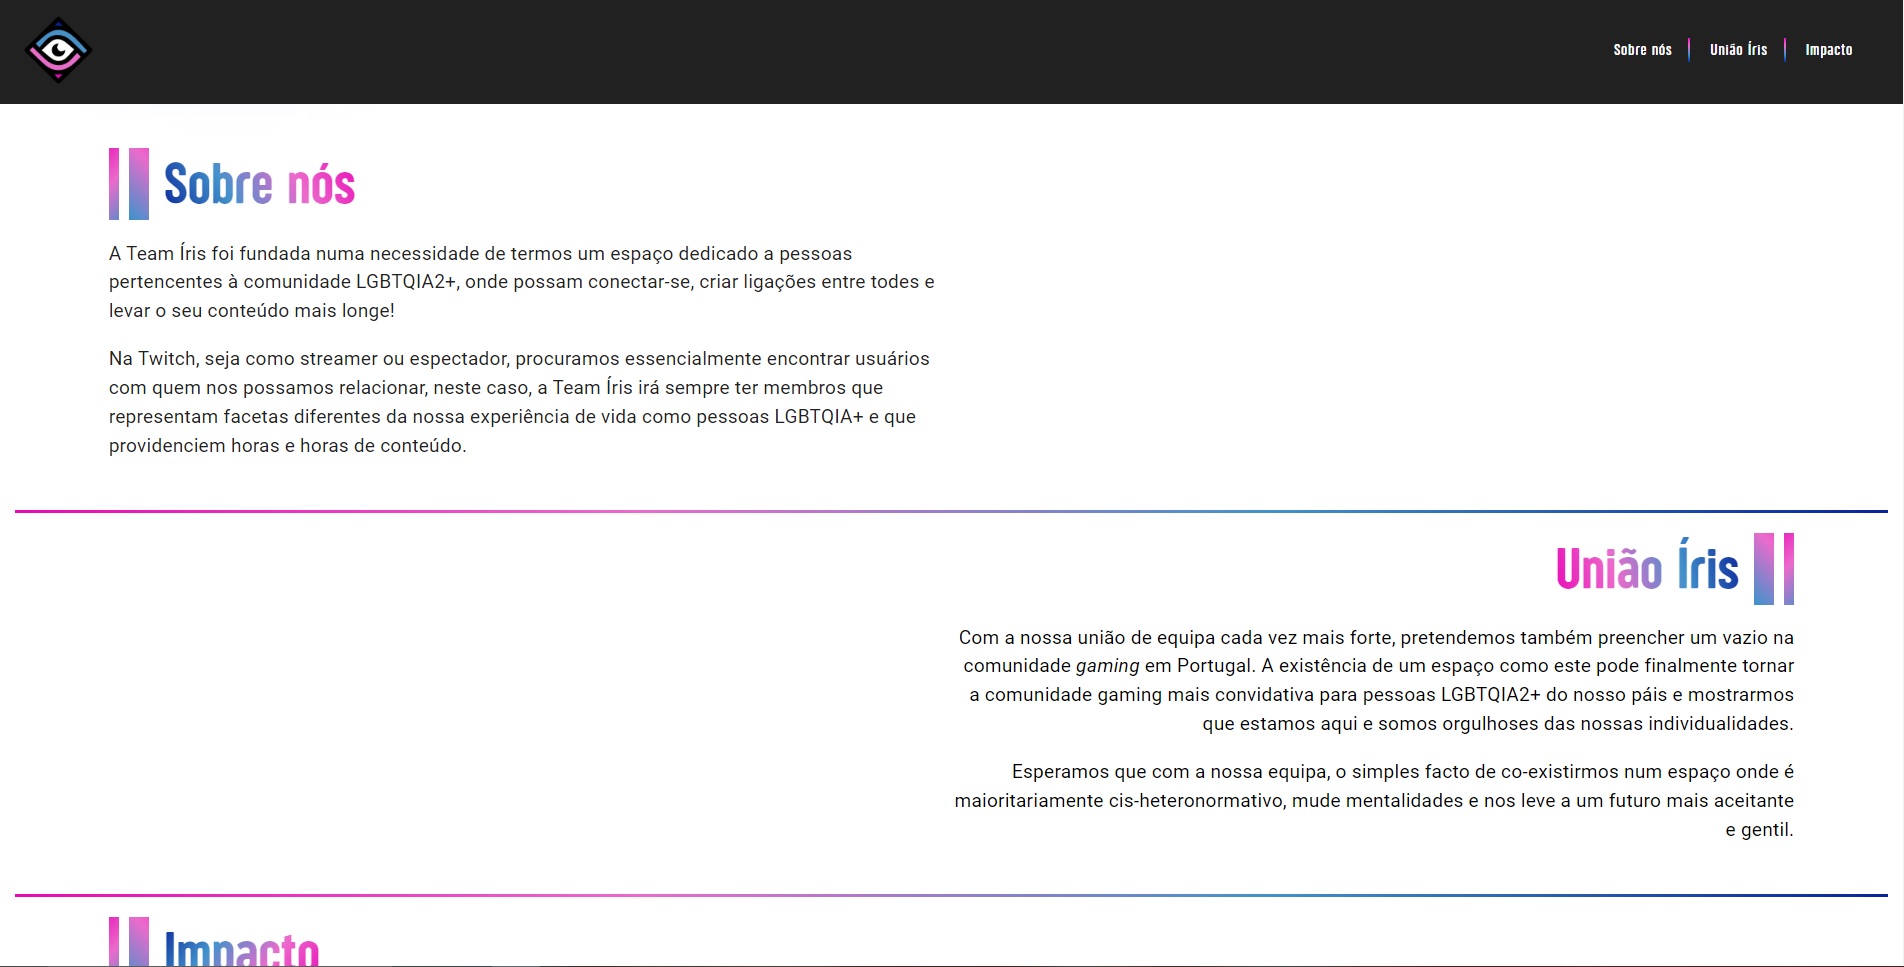 Sobre nós
União Íris
Impacto
Sobre nós
A Team Íris foi fundada numa necessidade de termos um espaço dedicado a pessoas
pertencentes à comunidade LGBTQIA2+, onde possam conectar-se, criar ligações entre todes e
levar o seu conteúdo mais longe!
Na Twitch, seja como streamer ou espectador, procuramos essencialmente encontrar usuários
com quem nos possamos relacionar, neste caso, a Team Íris irá sempre ter membros que
representam facetas diferentes da nossa experiência de vida como pessoas LGBTQIA+ e que
providenciem horas e horas de conteúdo.
União Íris
Com a nossa união de equipa cada vez mais forte, pretendemos também preencher um vazio na
comunidade gaming em Portugal. A existência de um espaço como este pode finalmente tornar
a comunidade gaming mais convidativa para pessoas LGBTQIA2+ do nosso páis e mostrarmos
que estamos aqui e somos orgulhoses das nossas individualidades.
Esperamos que com a nossa equipa, o simples facto de co-existirmos num espaço onde é
maioritariamente cis-heteronormativo, mude mentalidades e nos leve a um futuro mais aceitante
e gentil.
Impacto